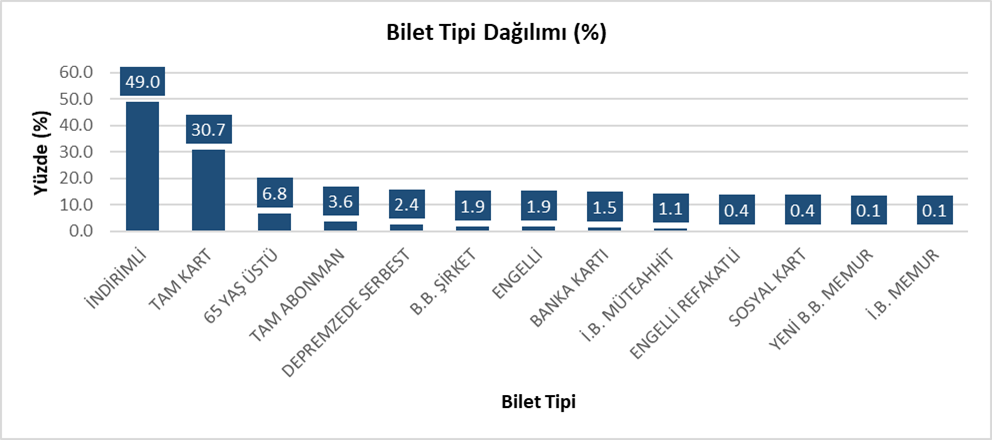 Bilet Tipi Dağılımı (%)
Yüzde (%)
60.0
50.0
40.0
30.0
20.0
10.0
0.0
49.0
30.7
6.8
3.6
2.4
1.9
1.9
1.5
1.1
0.4
0.4
0.1
0.1
İNDİRİMLİ
TAM KART
65 YAŞ ÜSTÜ
TAM ABONMAN
DEPREMZEDE SERBEST
B.B. ŞİRKET
ENGELLİ
BANKA KARTI
İ.B. MÜTEAHHİT
ENGELLİ REFAKATLİ
SOSYAL KART
YENİ B.B. MEMUR
İ.B. MEMUR
Bilet Tipi